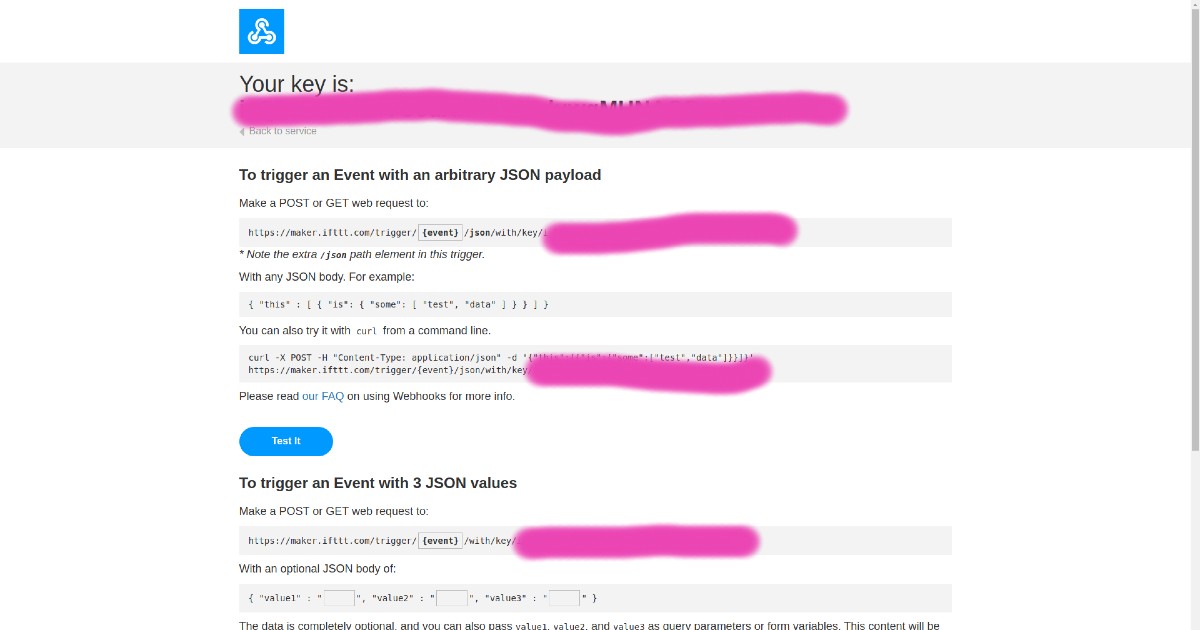 Your key is:
Back to service
To trigger an Event with an arbitrary JSON payload
Make a POST or GET web request to:
https://maker.ifttt.com/trigger/ {event} /json/with/key/
* Note the extra /json path element in this trigger.
With any JSON body. For example:
{ "this" : [ { "is": { "some": [ "test", "data" ] } } ] }
You can also try it with curl from a command line.
curl -X POST -H "Content-Type: application/json" -d '{"this":[{"is":{"some":["test","data"]}}]}'
https://maker.ifttt.com/trigger/{event}/json/with/key/
Please read our FAQ on using Webhooks for more info.
Test It
To trigger an Event with 3 JSON values
Make a POST or GET web request to:
https://maker.ifttt.com/trigger/ {event} /with/key/
With an optional JSON body of:
{ "value1" : " ", "value2" : " ", "value3" : " " }
The data is completely optional, and you can also pass value1, value2, and value3 as query parameters or form variables. This content will be